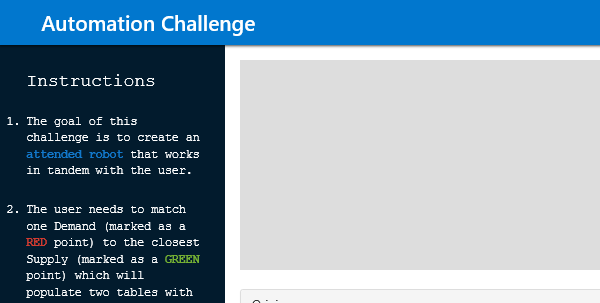 Automation Challenge
Instructions
1. The goal of this
challenge is to create an
attended robot that works
in tandem with the user.
2. The user needs to match
one Demand (marked as a
RED point) to the closest
Supply (marked as a GREEN
point) which will
populate two tables with